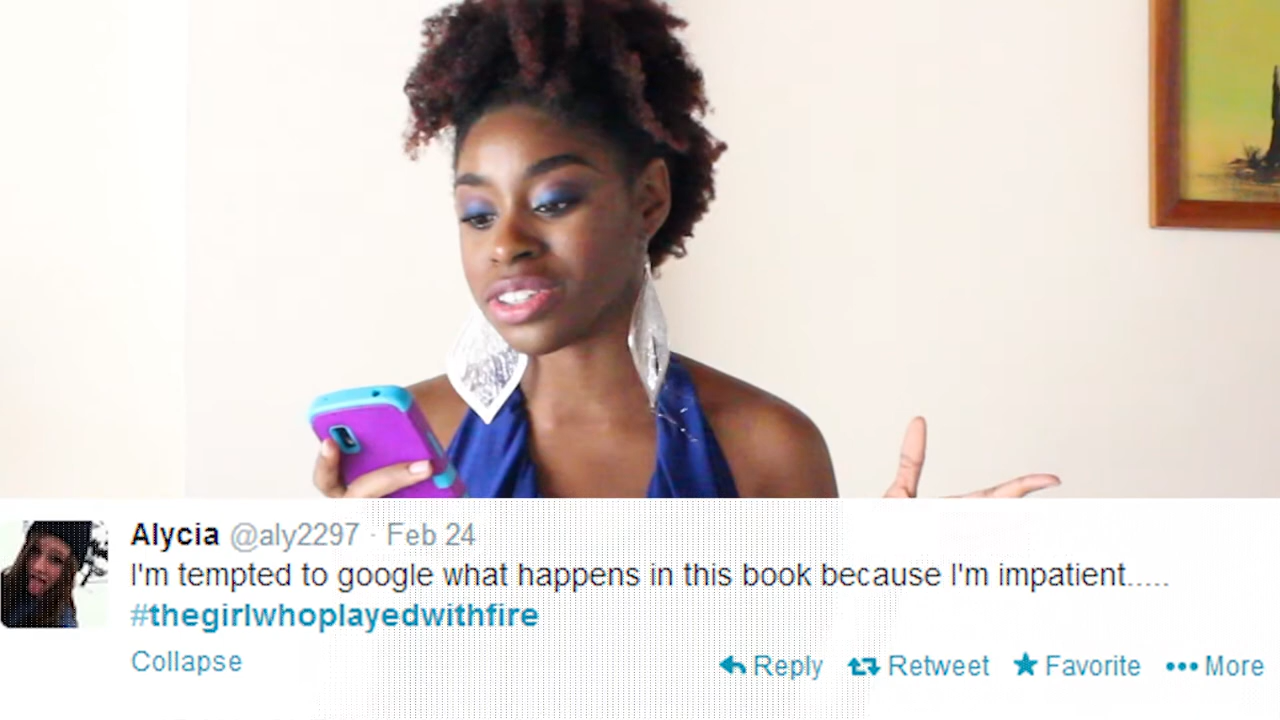 Alycia @aly2297 · Feb 24
I'm tempted to google what happens in this book because I'm impatient.....
#thegirlwhoplayedwithfire
Collapse Reply Retweet Favorite More